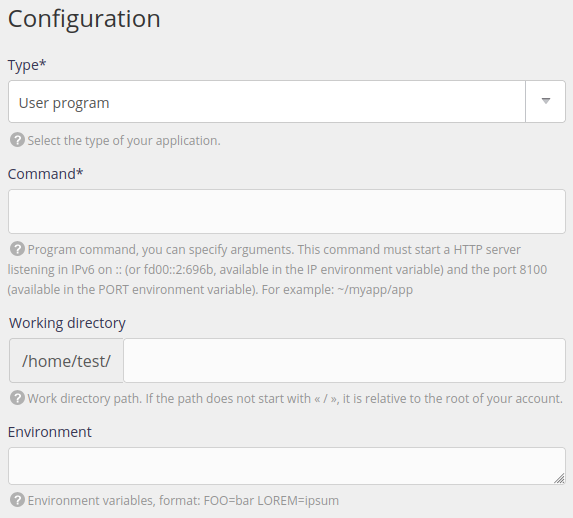 Configuration
Type*
User program
? Select the type of your application.
Command*
? Program command, you can specify arguments. This command must start a HTTP server
listening in IPv6 on :: (or fd00::2:696b, available in the IP environment variable) and the port 8100
(available in the PORT environment variable). For example: ~/myapp/app
Working directory
/home/test/
? Work directory path. If the path does not start with « / », it is relative to the root of your account.
Environment
? Environment variables, format: FOO=bar LOREM=ipsum